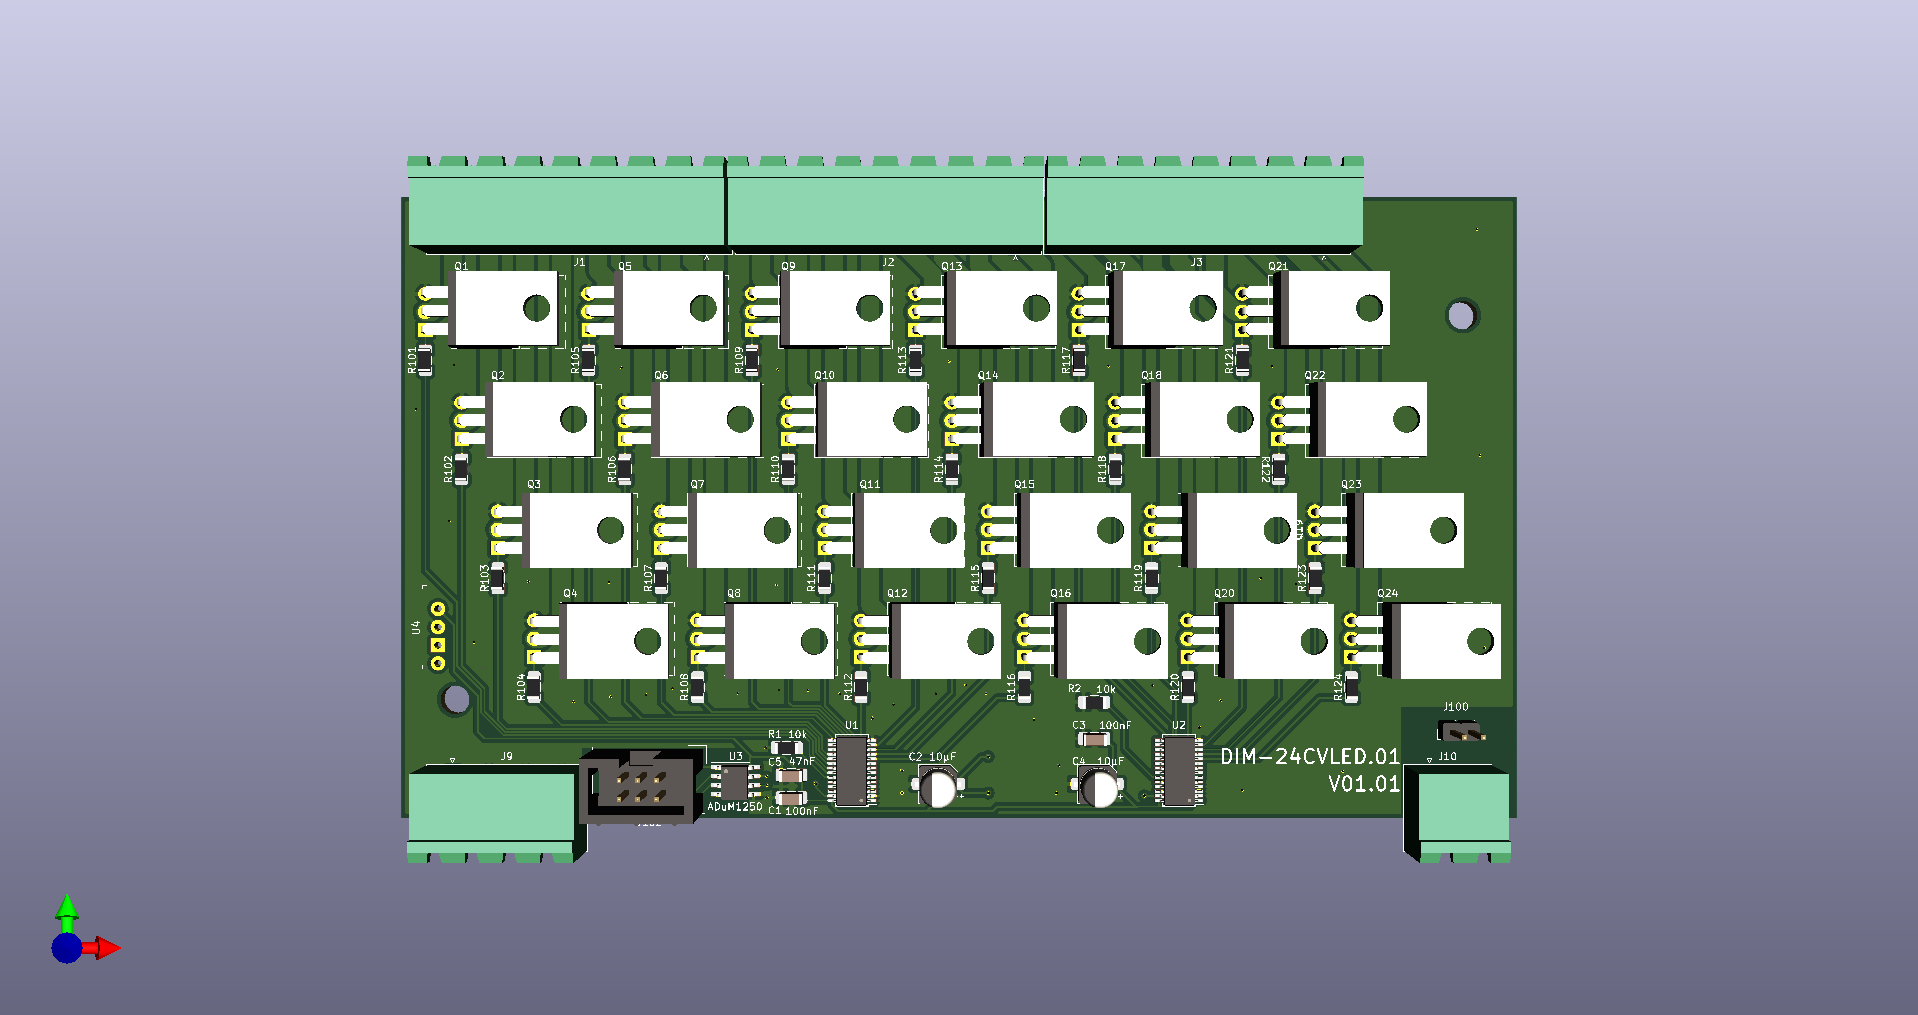 J1 J2 J3
Q1 Q5 Q9 Q13 Q17 Q21
R101 R105 R109 R113 R117 R121
Q2 Q6 Q10 Q14 Q18 Q22
R102 R106 R110 R114 R118 R122
Q3 Q7 Q11 Q15 Q19 Q23
R103 R107 R111 R115 R119 R123
Q4 Q8 Q12 Q16 Q20 Q24
U4
R104 R108 R112 R116 R120 R124
R2 10k
J100
U1 C3 100nF U2
R1 10k
J9 U3 C5 47nF C2 10µF C4 10µF DIM-24CVLED.01 J10
V01.01
ADuM1250 C1 100nF